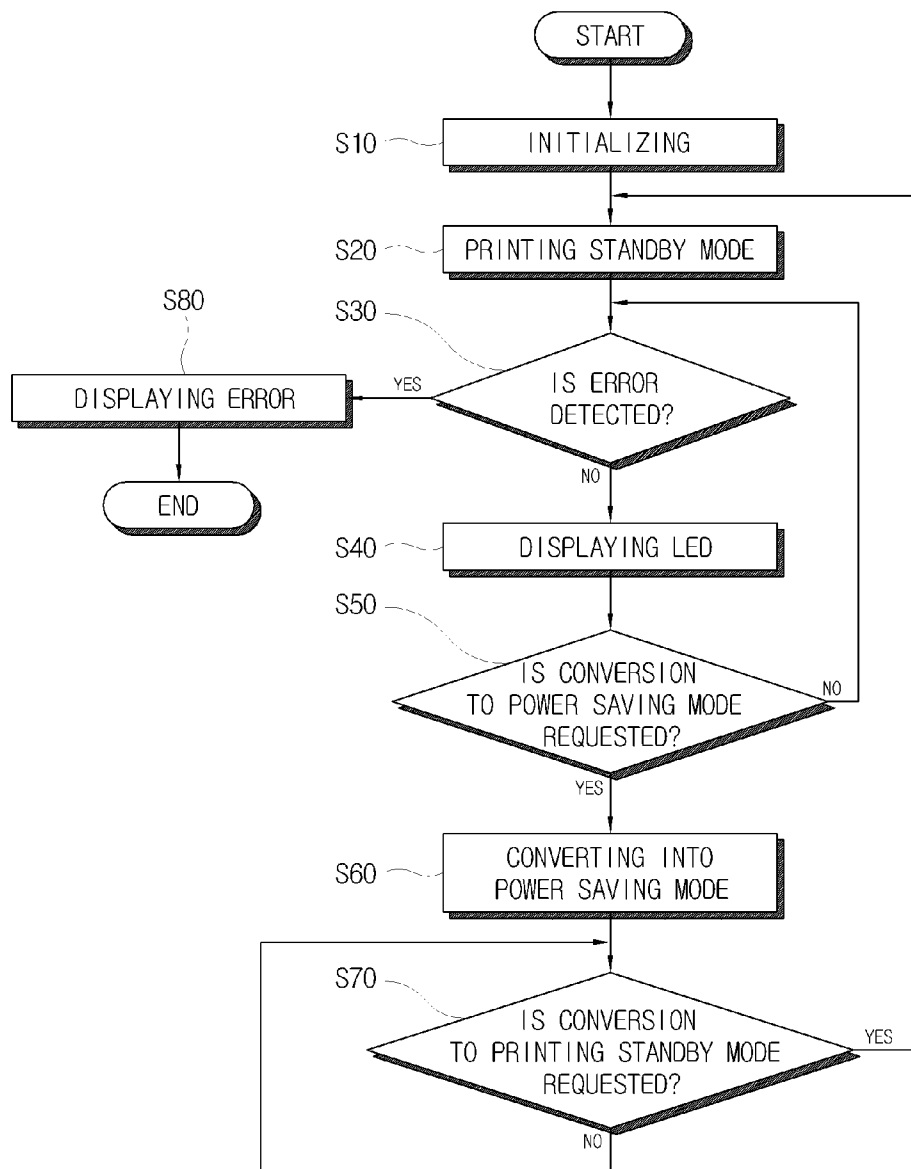 START
S10
INITIALIZING
S20
PRINTING STANDBY MODE
S80
S30
DISPLAYING ERROR
YES
IS ERROR
DETECTED?
NO
END
S40
DISPLAYING LED
S50
IS CONVERSION
TO POWER SAVING MODE
REQUESTED?
NO
YES
S60
CONVERTING INTO
POWER SAVING MODE
S70
IS CONVERSION
TO PRINTING STANDBY MODE
REQUESTED?
YES
NO